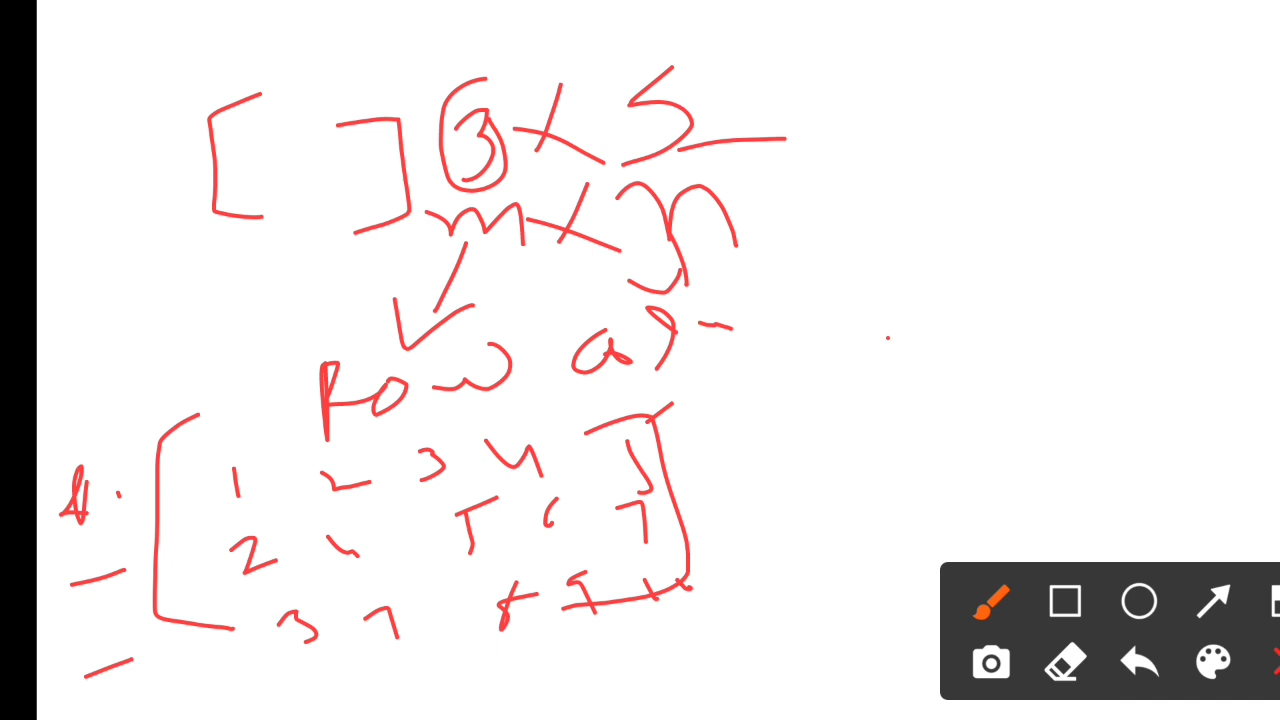 [ ] 3 x 5
m x n
Row
A. [ 1 2 3 4 5
2 4 5 6 7 ]
3 7 8 9